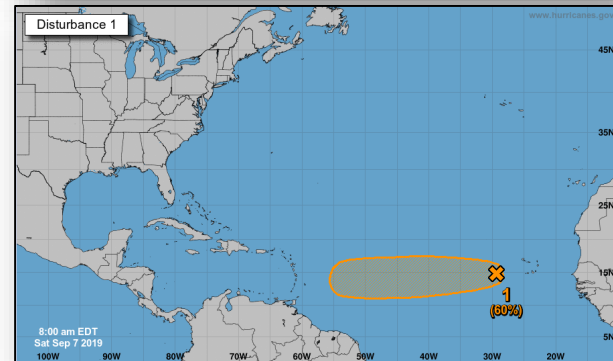 Disturbance 1
www.hurricanes.gov
45N
35N
25N
15N
1
(60%)
5N
8:00 am EDT
Sat Sep 7 2019
100W
90W
80W
70W
60W
50W
40W
30W
20W